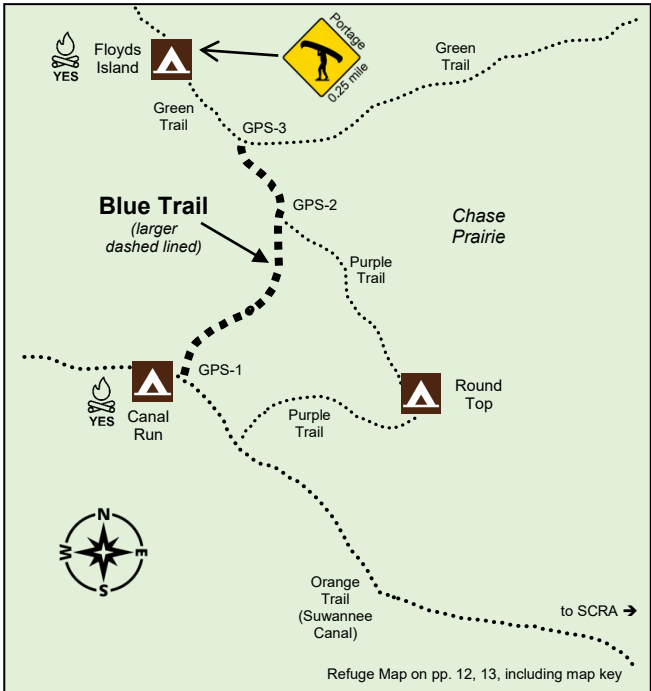 YES
Floyds
Island
Portage
0.25 mile
Green
Trail
Green
Trail
GPS-3
Blue Trail
(larger
dashed lined)
GPS-2
Chase
Prairie
Purple
Trail
GPS-1
YES
Canal
Run
Purple
Trail
Round
Top
N
W
E
S
Orange
Trail
(Suwannee
Canal)
to SCRA →
Refuge Map on pp. 12, 13, including map key